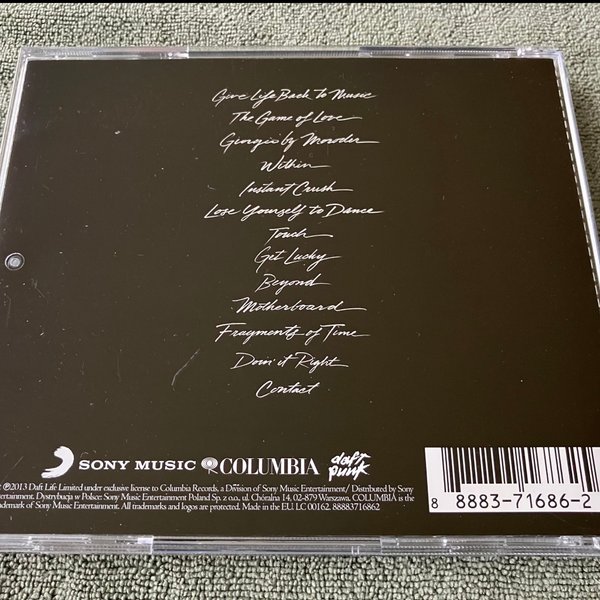 Give Life Back To Music
The Game of Love
Giorgio by Moroder
Within
Instant Crush
Lose Yourself to Dance
Touch
Get Lucky
Beyond
Motherboard
Fragments of Time
Doin' it Right
Contact
SONY MUSIC COLUMBIA daft punk
℗2013 Daft Life Limited under exclusive license to Columbia Records, a Division of Sony Music Entertainment/ Distributed by Sony
Entertainment. Dystrybucja w Polsce: Sony Music Entertainment Poland Sp. z o.o., ul. Chóralna 14, 02-879 Warszawa. COLUMBIA is the
trademark of Sony Music Entertainment. All trademarks and logos are protected. Made in the EU. LC 00162. 88883716862
8 8883-71686-2